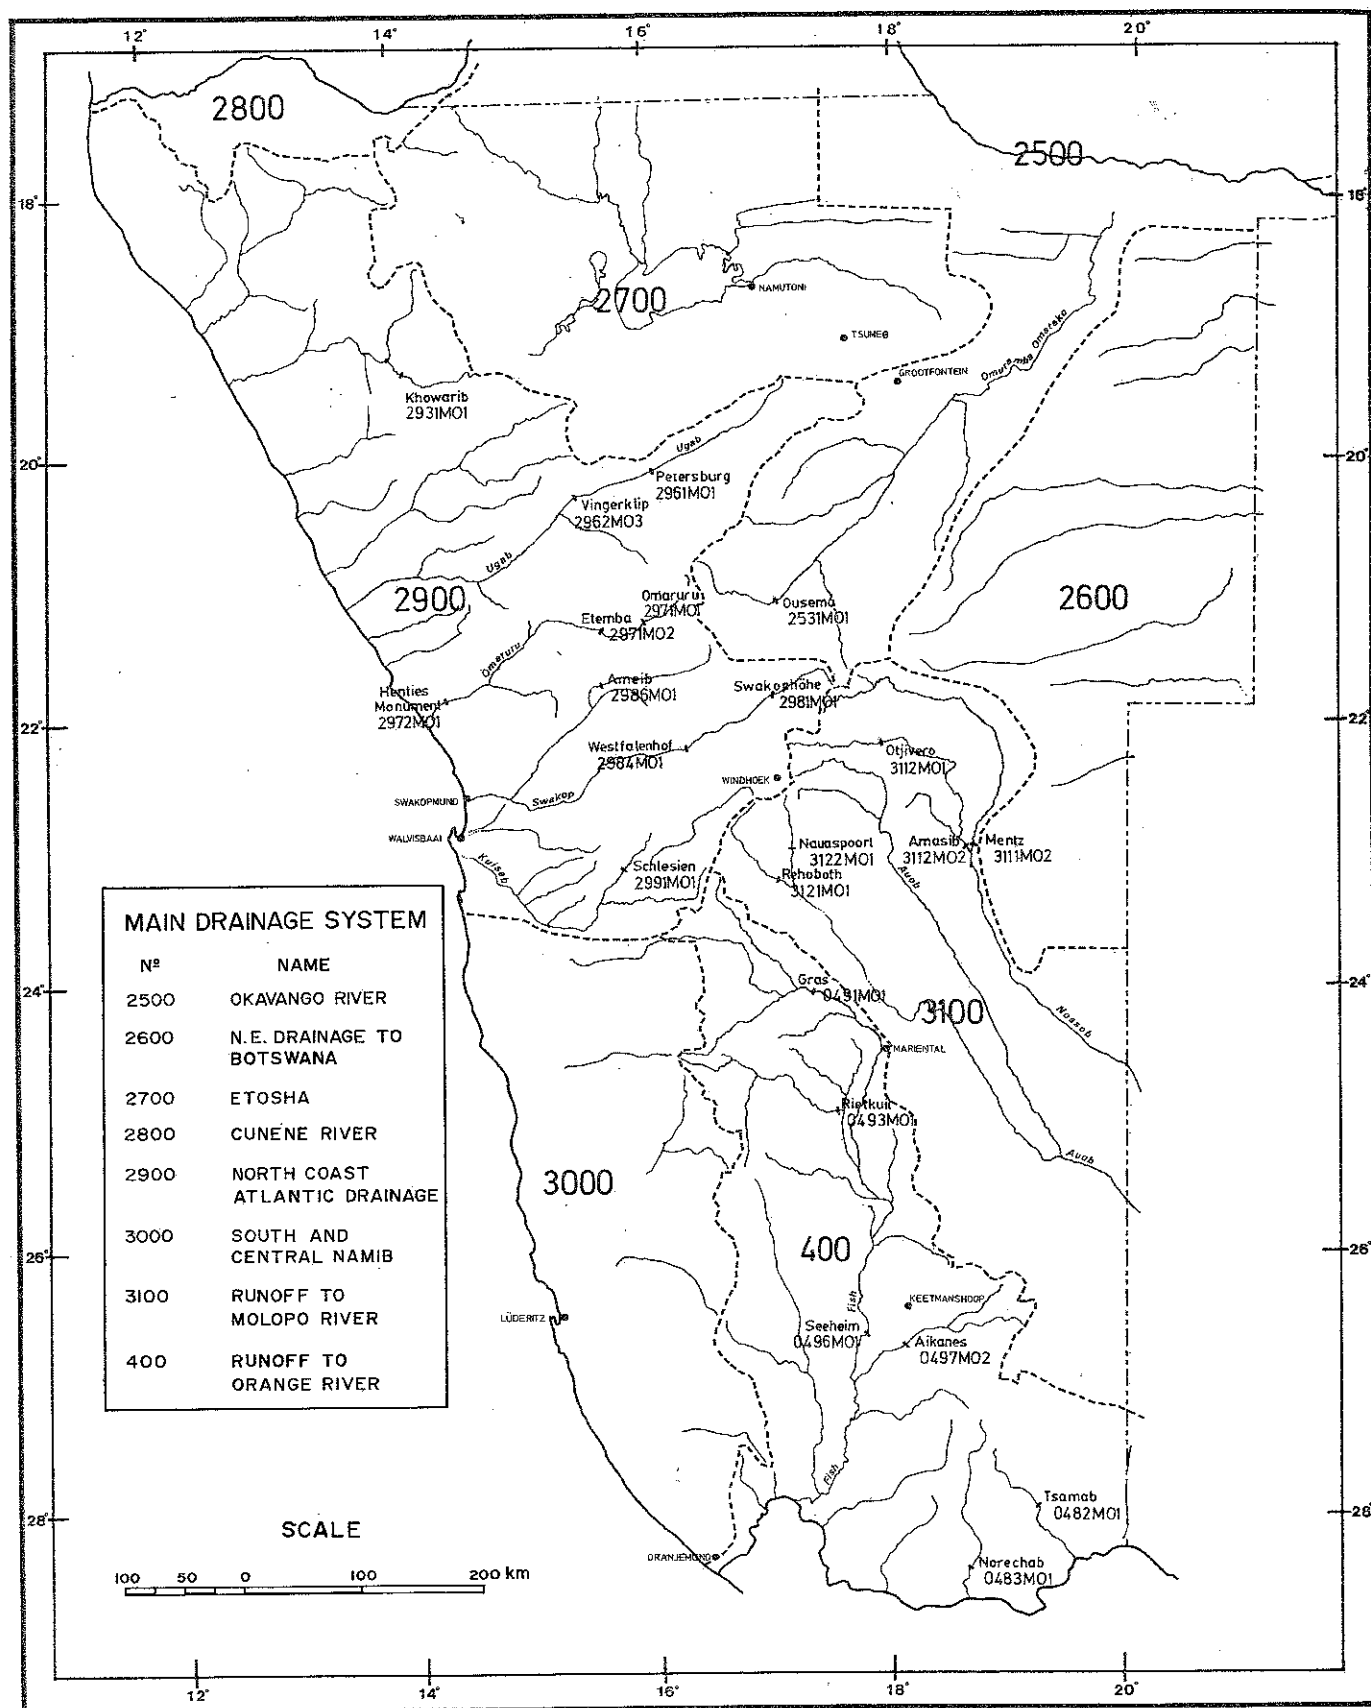 12° 14° 16° 18° 20°
2800
2500
18° 18°
2700
NAMUTONI
TSUMEB
Omuramba Omatako
GROOTFONTEIN
Khowarib
2931M01
Ugab
20° 20°
Petersburg
2961M01
Vingerklip
2962M03
Ugab
2900
Omaruru
2971M01
Ousema
2531M01
2600
Etemba
2971M02
Omaruru
Ameib
2986M01
Swakophöhe
2981M01
Henties
Monument
2972M01
22° 22°
Westfalenhof
2984M01
Otjivero
3112M01
WINDHOEK
SWAKOPMUND
Swakop
WALVISBAAI
Nauaspoort
3122M01
Amasib
3112M02
Mentz
3111M02
Kuiseb
Schlesien
2991M01
Rehoboth
3121M01
Auob
MAIN DRAINAGE SYSTEM
Nº NAME
2500 OKAVANGO RIVER
2600 N.E. DRAINAGE TO
BOTSWANA
2700 ETOSHA
2800 CUNENE RIVER
2900 NORTH COAST
ATLANTIC DRAINAGE
3000 SOUTH AND
CENTRAL NAMIB
3100 RUNOFF TO
MOLOPO RIVER
400 RUNOFF TO
ORANGE RIVER
Gras
0491M01
24° 24°
3100
Nossob
MARIENTAL
Rietkuil
0493M01
Auob
3000
400
26° 26°
KEETMANSHOOP
Fish
LÜDERITZ
Seeheim
0496M01
Aikanes
0497M02
Fish
Tsamab
0482M01
28° 28°
SCALE
ORANJEMUND
Norechab
0483M01
100 50 0 100 200 km
12° 14° 16° 18° 20°